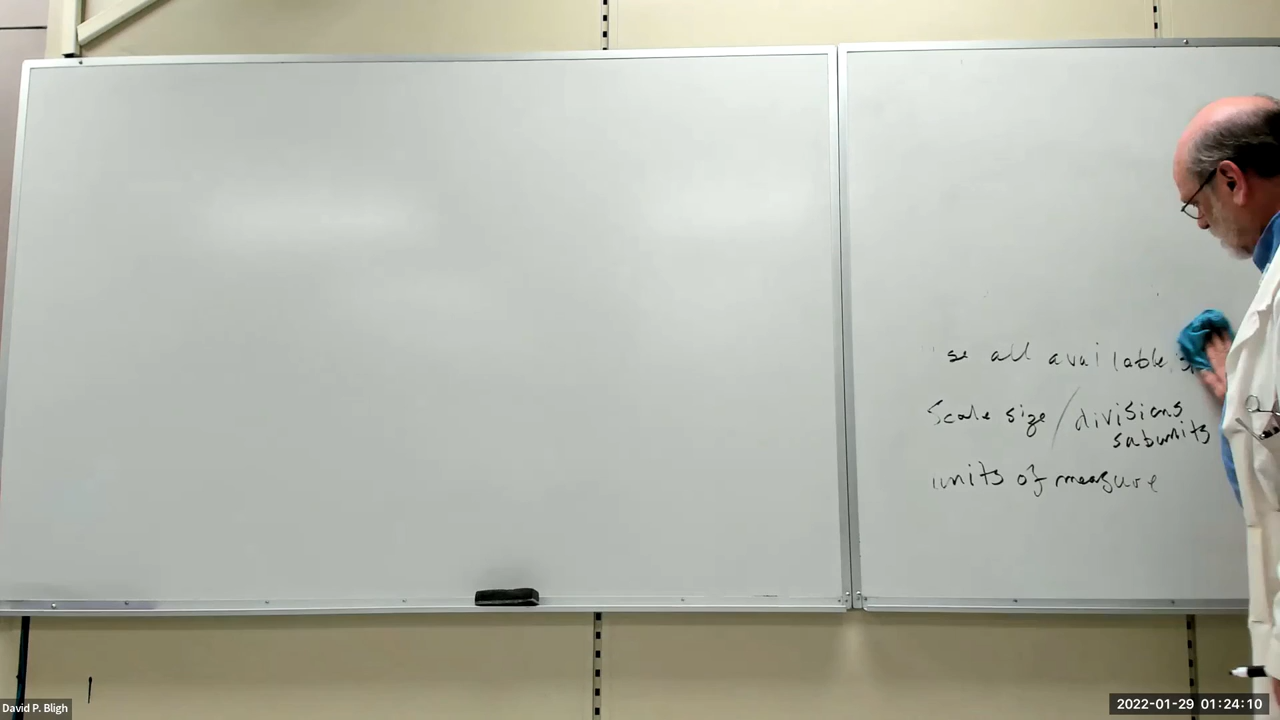 se all available
Scale size / divisions
subunits
units of measure
David P. Bligh
2022-01-29 01:24:10